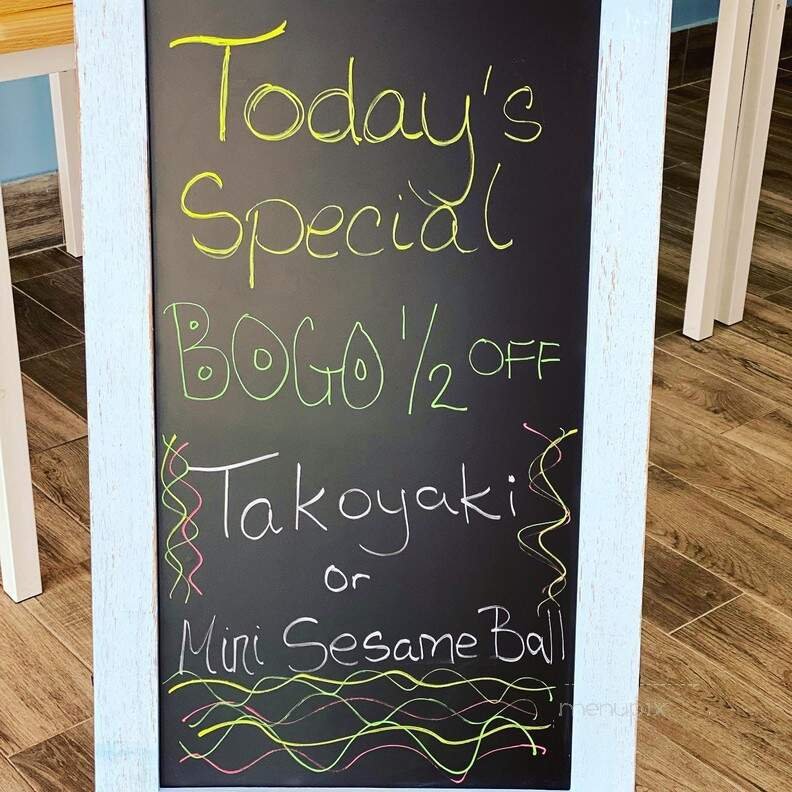 Today's
Special
BOGO 1/2 OFF
Takoyaki
or
Mini Sesame Ball
menupix